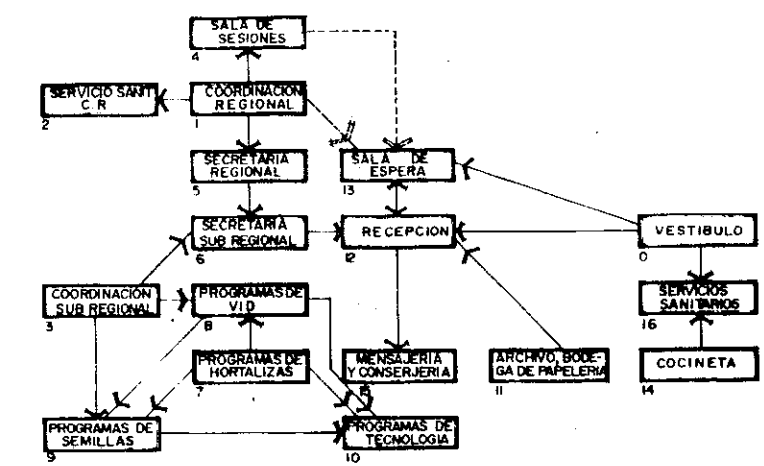 SALA DE
SESIONES
4
SERVICIO SANIT
C.R
2
COORDINACION
REGIONAL
1
SECRETARIA
REGIONAL
5
SALA DE
ESPERA
13
SECRETARIA
SUB REGIONAL
6
RECEPCION
12
VESTIBULO
0
COORDINACION
SUB REGIONAL
3
PROGRAMAS DE
VID
8
SERVICIOS
SANITARIOS
16
PROGRAMAS DE
HORTALIZAS
7
MENSAJERIA
Y CONSERJERIA
15
ARCHIVO, BODE-
GA DE PAPELERIA
11
COCINETA
14
PROGRAMAS DE
SEMILLAS
9
PROGRAMAS DE
TECNOLOGIA
10